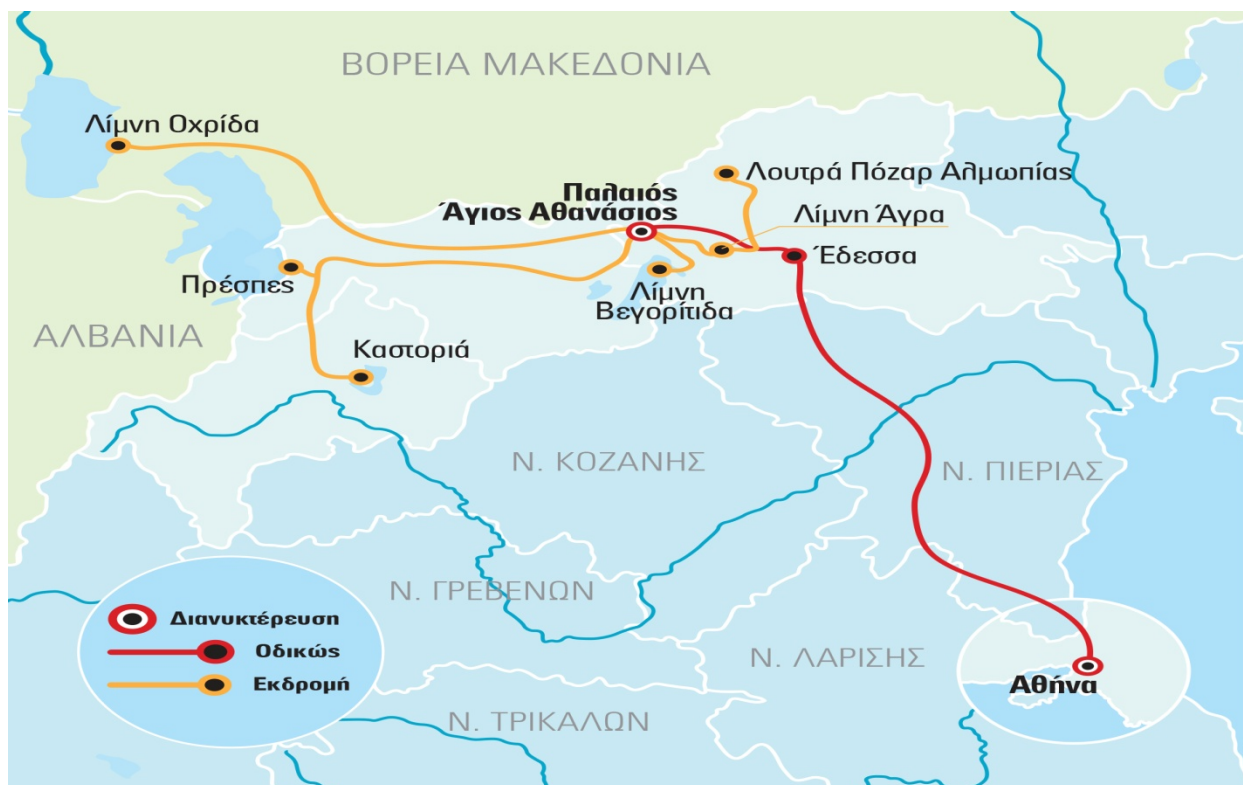 ΒΟΡΕΙΑ ΜΑΚΕΔΟΝΙΑ
Λίμνη Οχρίδα
Λουτρά Πόζαρ Αλμωπίας
Παλαιός
Άγιος Αθανάσιος
Λίμνη Άγρα
Έδεσσα
Πρέσπες
Λίμνη
Βεγορίτιδα
ΑΛΒΑΝΙΑ
Καστοριά
Ν. ΚΟΖΑΝΗΣ
Ν. ΠΙΕΡΙΑΣ
Ν. ΓΡΕΒΕΝΩΝ
Διανυκτέρευση
Οδικώς
Εκδρομή
Ν. ΛΑΡΙΣΗΣ
Αθήνα
Ν. ΤΡΙΚΑΛΩΝ